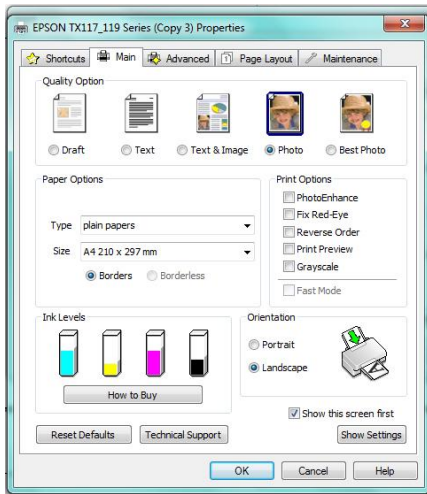 EPSON TX117_119 Series (Copy 3) Properties
Shortcuts Main Advanced Page Layout Maintenance
Quality Option
Draft Text Text & Image Photo Best Photo
Paper Options
Type plain papers
Size A4 210 x 297 mm
Borders Borderless
Print Options
PhotoEnhance
Fix Red-Eye
Reverse Order
Print Preview
Grayscale
Fast Mode
Ink Levels
How to Buy
Orientation
Portrait
Landscape
Show this screen first
Reset Defaults Technical Support Show Settings
OK Cancel Help